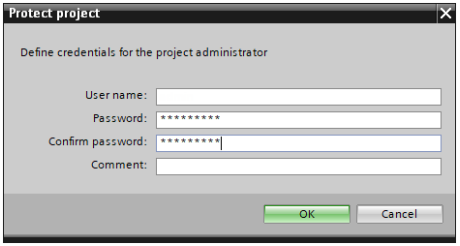 Protect project
Define credentials for the project administrator
User name:
Password: *********
Confirm password: *********
Comment:
OK Cancel